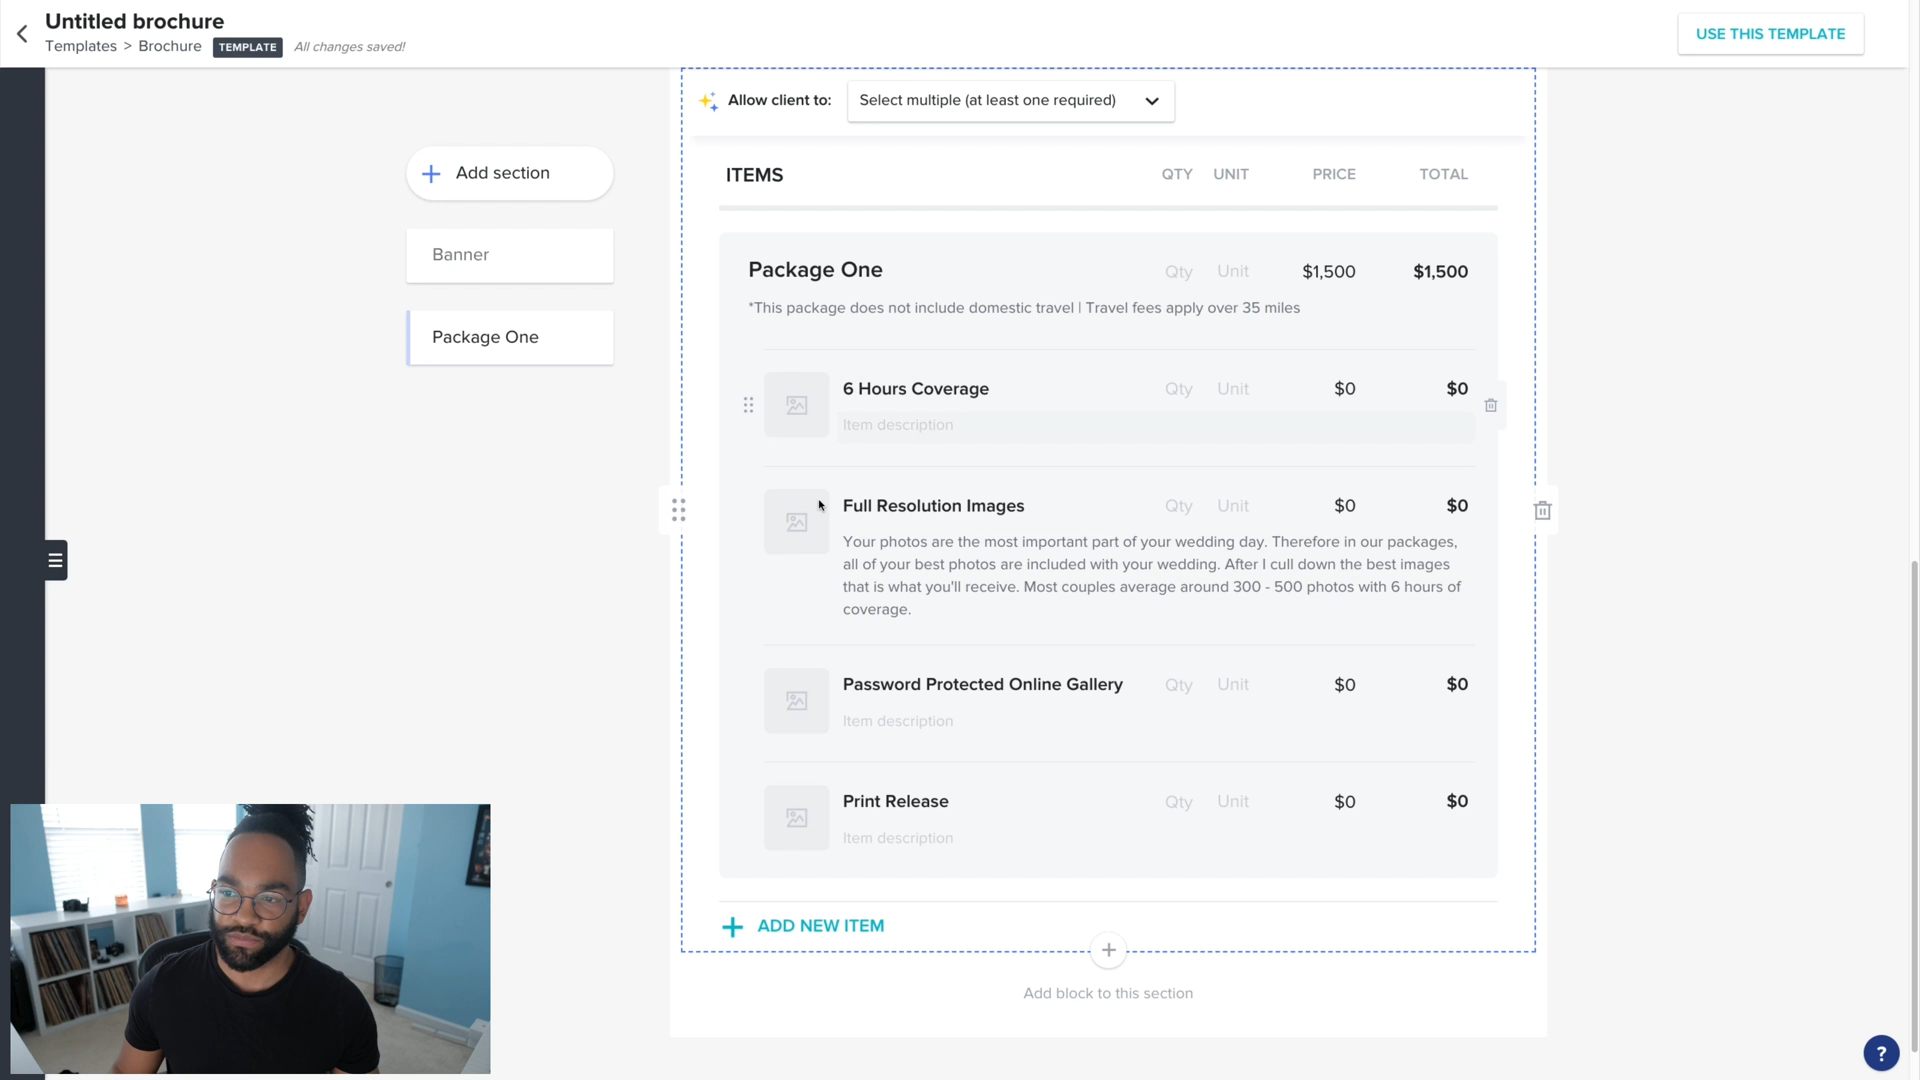 Untitled brochure
Templates > Brochure TEMPLATE All changes saved!
USE THIS TEMPLATE
Allow client to: Select multiple (at least one required)
Add section
Banner
Package One
ITEMS QTY UNIT PRICE TOTAL
Package One Qty Unit $1,500 $1,500
*This package does not include domestic travel | Travel fees apply over 35 miles
6 Hours Coverage Qty Unit $0 $0
Item description
Full Resolution Images Qty Unit $0 $0
Your photos are the most important part of your wedding day. Therefore in our packages,
all of your best photos are included with your wedding. After I cull down the best images
that is what you'll receive. Most couples average around 300 - 500 photos with 6 hours of
coverage.
Password Protected Online Gallery Qty Unit $0 $0
Item description
Print Release Qty Unit $0 $0
Item description
+ ADD NEW ITEM
Add block to this section
?